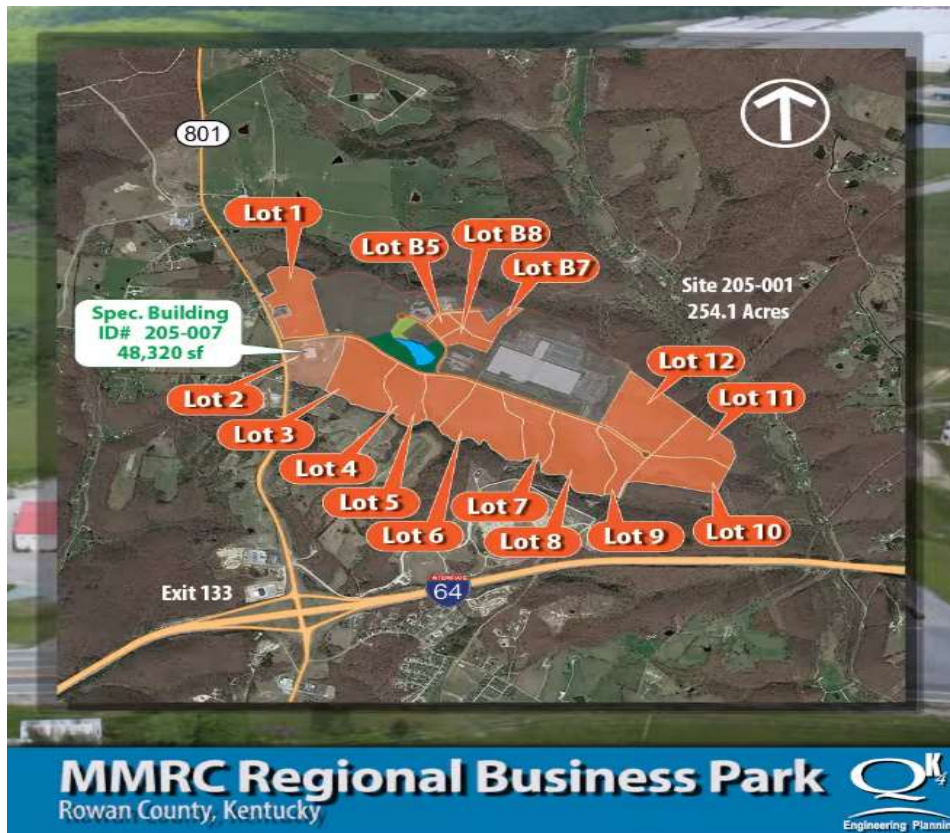 801
Lot 1
Lot B5
Lot B8
Lot B7
Site 205-001
254.1 Acres
Spec. Building
ID# 205-007
48,320 sf
Lot 12
Lot 11
Lot 2
Lot 3
Lot 4
Lot 5
Lot 6
Lot 7
Lot 8
Lot 9
Lot 10
Exit 133
INTERSTATE
64
MMRC Regional Business Park
Rowan County, Kentucky
QK4
Engineering Plannin